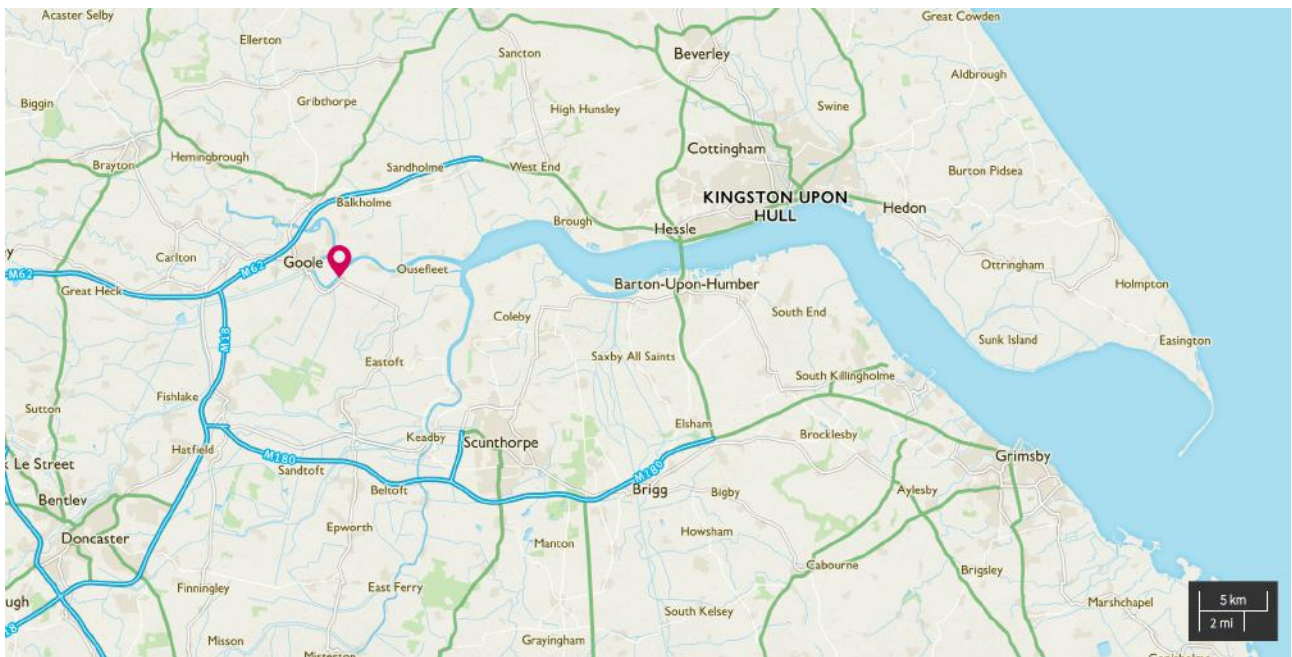 Acaster Selby
Great Cowden
Ellerton
Sancton
Beverley
Aldbrough
Biggin
Gribthorpe
High Hunsley
Swine
Cottingham
Brayton
Hemingbrough
Sandholme
West End
Burton Pidsea
KINGSTON UPON
HULL
Balkholme
Hedon
Brough
Hessle
Carlton
Goole
M62
Ousefleet
Ottringham
M62
Great Heck
Barton-Upon-Humber
Holmpton
Coleby
South End
M18
Sunk Island
Easington
Eastoft
Saxby All Saints
South Killingholme
Fishlake
Sutton
Elsham
Keadby
Scunthorpe
Brocklesby
Hatfield
M180
Grimsby
k Le Street
Sandtoft
M180
Bentley
Beltoft
Brigg
Bigby
Aylesby
Epworth
Howsham
Doncaster
Manton
Cabourne
Brigsley
Finningley
East Ferry
5 km
ugh
South Kelsey
Marshchapel
2 mi
Misson
Grayingham